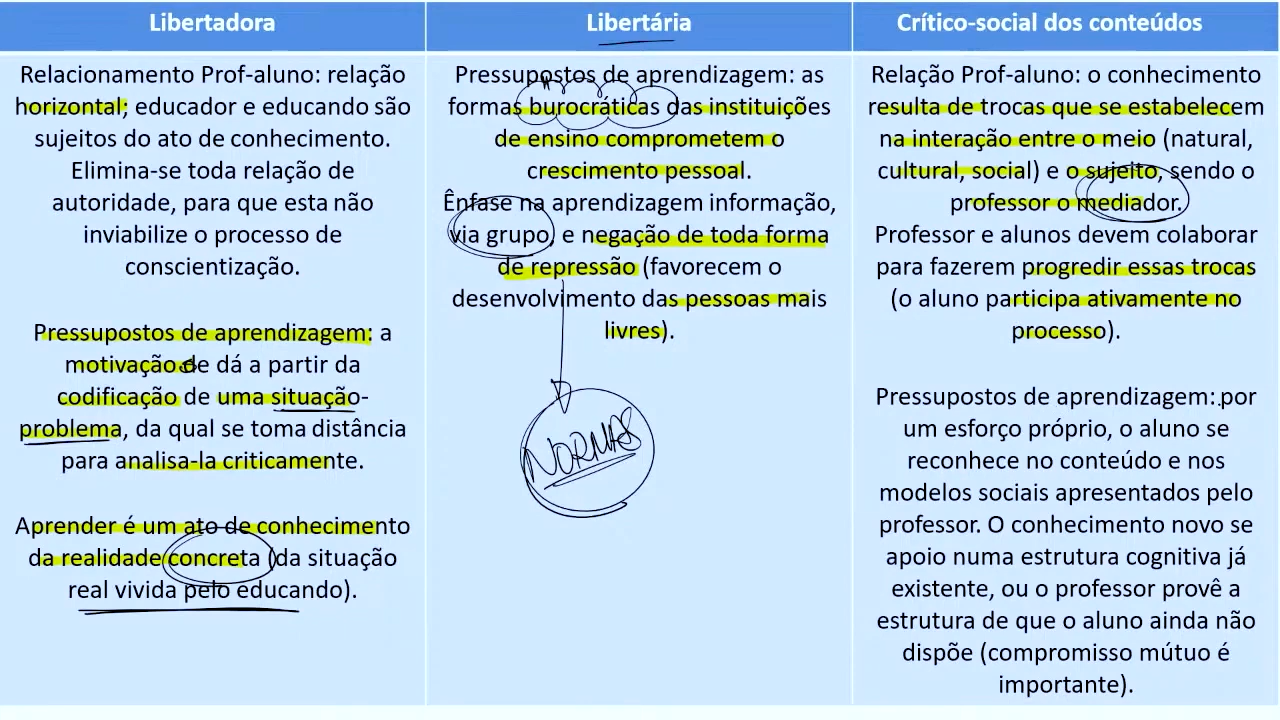 Libertadora
Relacionamento Prof-aluno: relação
horizontal; educador e educando são
sujeitos do ato de conhecimento.
Elimina-se toda relação de
autoridade, para que esta não
inviabilize o processo de
conscientização.
Pressupostos de aprendizagem: a
motivação de dá a partir da
codificação de uma situação-
problema, da qual se toma distância
para analisa-la criticamente.
Aprender é um ato de conhecimento
da realidade concreta (da situação
real vivida pelo educando).
Libertária
Pressupostos de aprendizagem: as
formas burocráticas das instituições
de ensino comprometem o
crescimento pessoal.
Ênfase na aprendizagem informação,
via grupo, e negação de toda forma
de repressão (favorecem o
desenvolvimento das pessoas mais
livres).
NORMAS
Crítico-social dos conteúdos
Relação Prof-aluno: o conhecimento
resulta de trocas que se estabelecem
na interação entre o meio (natural,
cultural, social) e o sujeito, sendo o
professor o mediador.
Professor e alunos devem colaborar
para fazerem progredir essas trocas
(o aluno participa ativamente no
processo).
Pressupostos de aprendizagem: por
um esforço próprio, o aluno se
reconhece no conteúdo e nos
modelos sociais apresentados pelo
professor. O conhecimento novo se
apoio numa estrutura cognitiva já
existente, ou o professor provê a
estrutura de que o aluno ainda não
dispõe (compromisso mútuo é
importante).